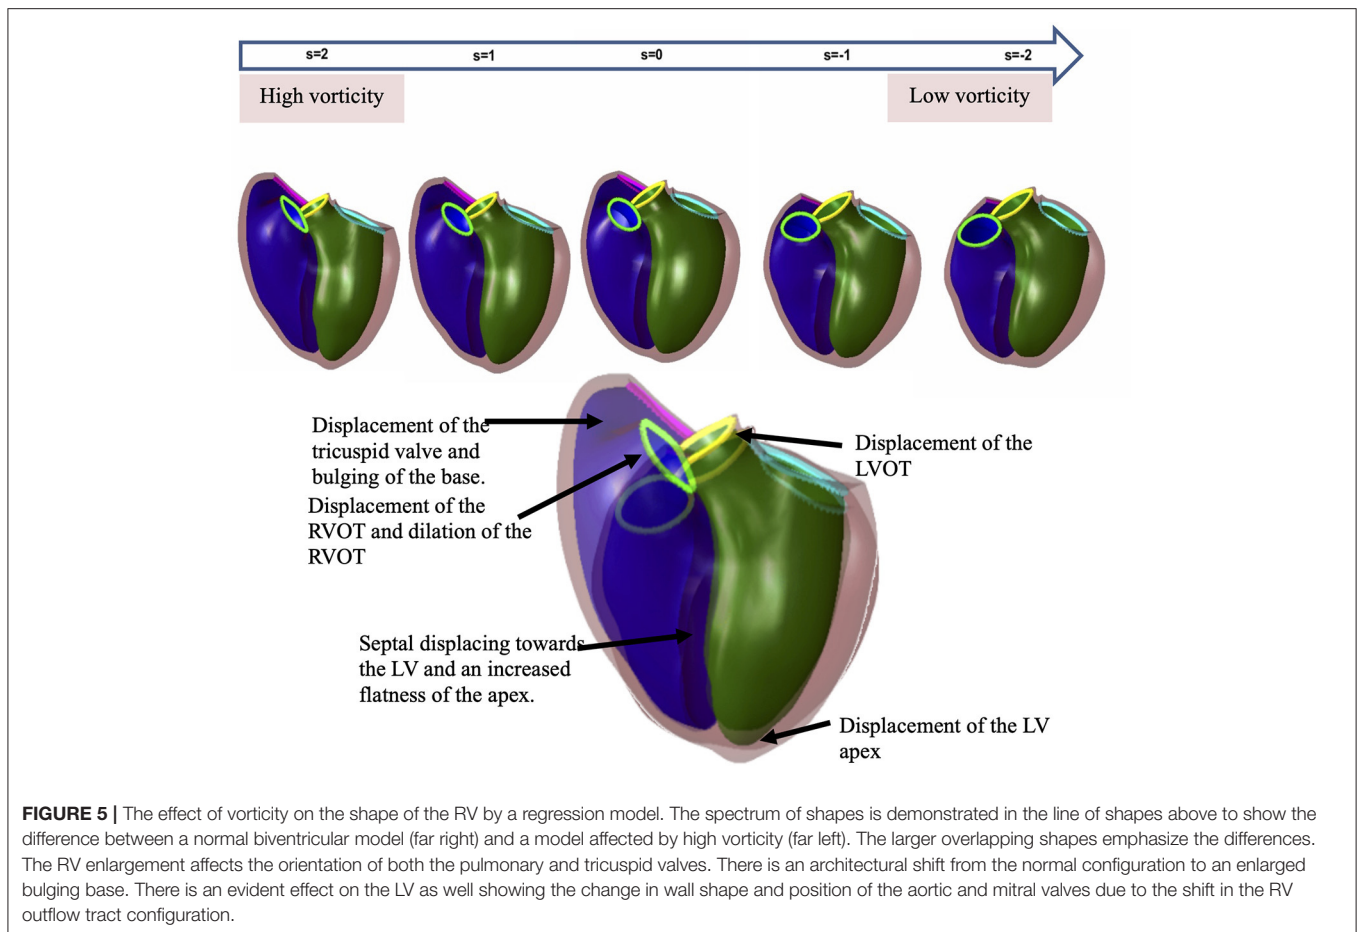 s=2 s=1 s=0 s=-1 s=-2
High vorticity Low vorticity
Displacement of the
tricuspid valve and
bulging of the base.
Displacement of the
RVOT and dilation of the
RVOT
Displacement of the
LVOT
Septal displacing towards
the LV and an increased
flatness of the apex.
Displacement of the LV
apex
FIGURE 5 | The effect of vorticity on the shape of the RV by a regression model. The spectrum of shapes is demonstrated in the line of shapes above to show the
difference between a normal biventricular model (far right) and a model affected by high vorticity (far left). The larger overlapping shapes emphasize the differences.
The RV enlargement affects the orientation of both the pulmonary and tricuspid valves. There is an architectural shift from the normal configuration to an enlarged
bulging base. There is an evident effect on the LV as well showing the change in wall shape and position of the aortic and mitral valves due to the shift in the RV
outflow tract configuration.